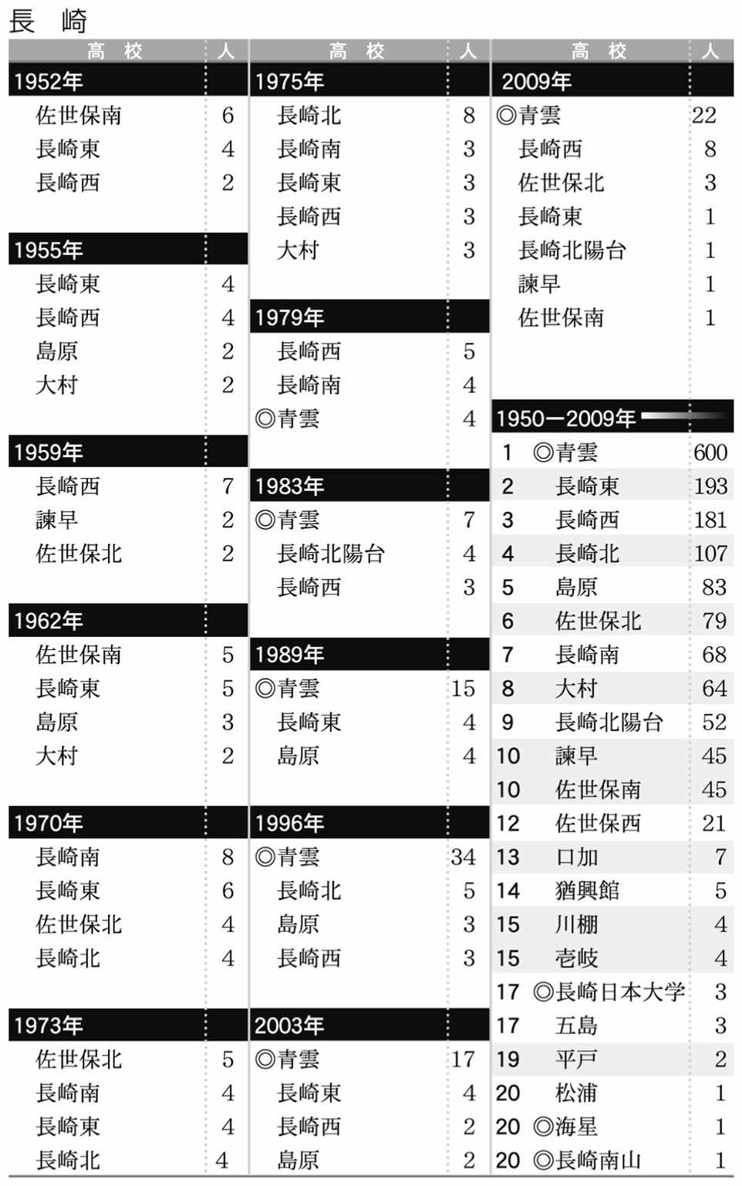 長 崎
高 校 人
1952年
佐世保南 6
長崎東 4
長崎西 2
1955年
長崎東 4
長崎西 4
島原 2
大村 2
1959年
長崎西 7
諫早 2
佐世保北 2
1962年
佐世保南 5
長崎東 5
島原 3
大村 2
1970年
長崎南 8
長崎東 6
佐世保北 4
長崎北 4
1973年
佐世保北 5
長崎南 4
長崎東 4
長崎北 4
高 校 人
1975年
長崎北 8
長崎南 3
長崎東 3
長崎西 3
大村 3
1979年
長崎西 5
長崎南 4
◎青雲 4
1983年
◎青雲 7
長崎北陽台 4
長崎西 3
1989年
◎青雲 15
長崎東 4
島原 4
1996年
◎青雲 34
長崎北 5
島原 3
長崎西 3
2003年
◎青雲 17
長崎東 4
長崎西 2
島原 2
高 校 人
2009年
◎青雲 22
長崎西 8
佐世保北 3
長崎東 1
長崎北陽台 1
諫早 1
佐世保南 1
1950ー2009年
1 ◎青雲 600
2 長崎東 193
3 長崎西 181
4 長崎北 107
5 島原 83
6 佐世保北 79
7 長崎南 68
8 大村 64
9 長崎北陽台 52
10 諫早 45
10 佐世保南 45
12 佐世保西 21
13 口加 7
14 猶興館 5
15 川棚 4
15 壱岐 4
17 ◎長崎日本大学 3
17 五島 3
19 平戸 2
20 松浦 1
20 ◎海星 1
20 ◎長崎南山 1